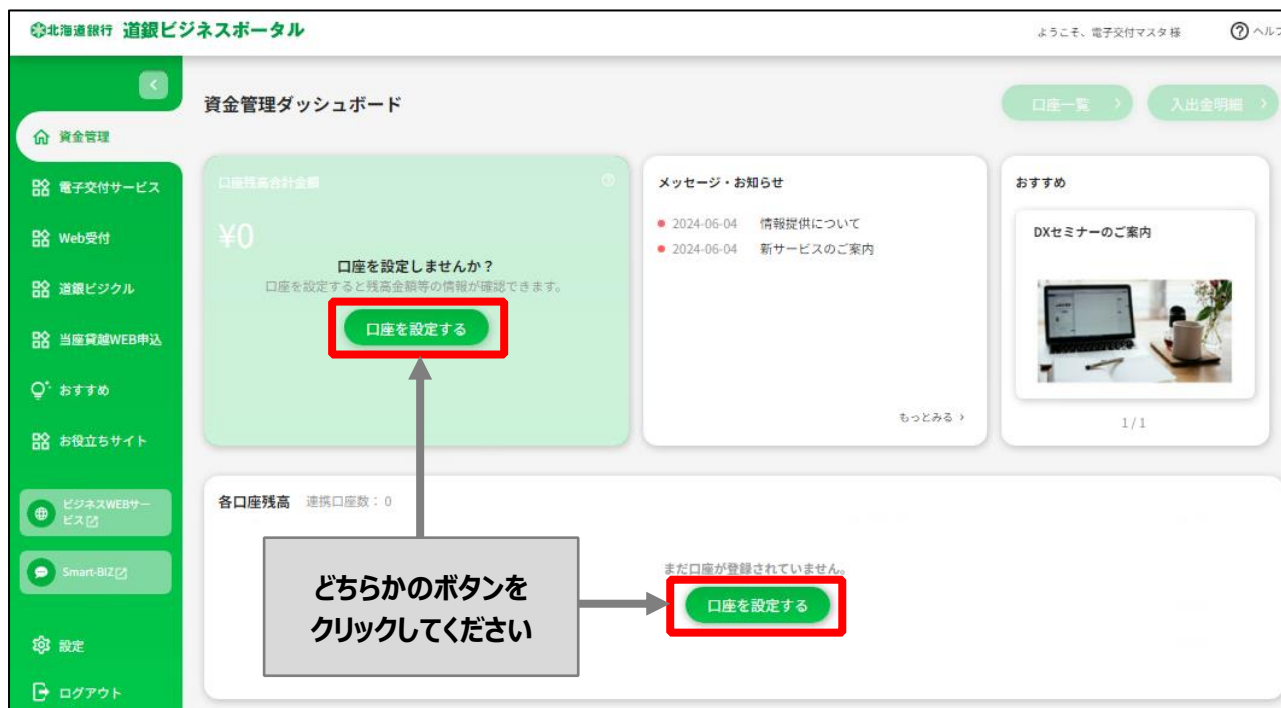 北海道銀行 道銀ビジネスポータル
ようこそ、電子交付マスタ 様
ヘルプ
資金管理
電子交付サービス
Web受付
道銀ビジクル
当座貸越WEB申込
おすすめ
お役立ちサイト
ビジネスWEBサー
ビス
Smart-BIZ
設定
ログアウト
資金管理ダッシュボード
口座一覧
入出金明細
口座残高合計金額
¥0
口座を設定しませんか？
口座を設定すると残高金額等の情報が確認できます。
口座を設定する
メッセージ・お知らせ
2024-06-04 情報提供について
2024-06-04 新サービスのご案内
もっとみる
おすすめ
DXセミナーのご案内
1 / 1
各口座残高 連携口座数：0
まだ口座が登録されていません。
口座を設定する
どちらかのボタンを
クリックしてください